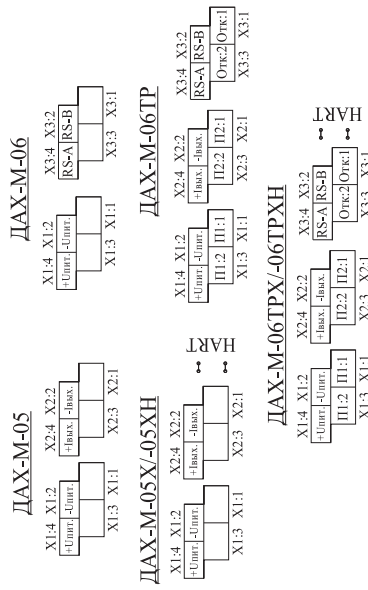 ДАХ-М-05
X1:4 X1:2 X2:4 X2:2
+Uпит. -Uпит. +Iвых. -Iвых.
X1:3 X1:1 X2:3 X2:1
ДАХ-М-06
X1:4 X1:2 X3:4 X3:2
+Uпит. -Uпит. RS-A RS-B
X1:3 X1:1 X3:3 X3:1
ДАХ-М-05Х/-05ХН
X1:4 X1:2 X2:4 X2:2
+Uпит. -Uпит. +Iвых. -Iвых.
HART
X1:3 X1:1 X2:3 X2:1
ДАХ-М-06ТР
X1:4 X1:2 X2:4 X2:2 X3:4 X3:2
+Uпит. -Uпит. +Iвых. -Iвых. RS-A RS-B
П1:2 П1:1 П2:2 П2:1 Отк:2 Отк:1
X1:3 X1:1 X2:3 X2:1 X3:3 X3:1
ДАХ-М-06ТРХ/-06ТРХН
X1:4 X1:2 X2:4 X2:2 X3:4 X3:2
+Uпит. -Uпит. +Iвых. -Iвых. RS-A RS-B
П1:2 П1:1 П2:2 П2:1 Отк:2 Отк:1
HART
X1:3 X1:1 X2:3 X2:1 X3:3 X3:1